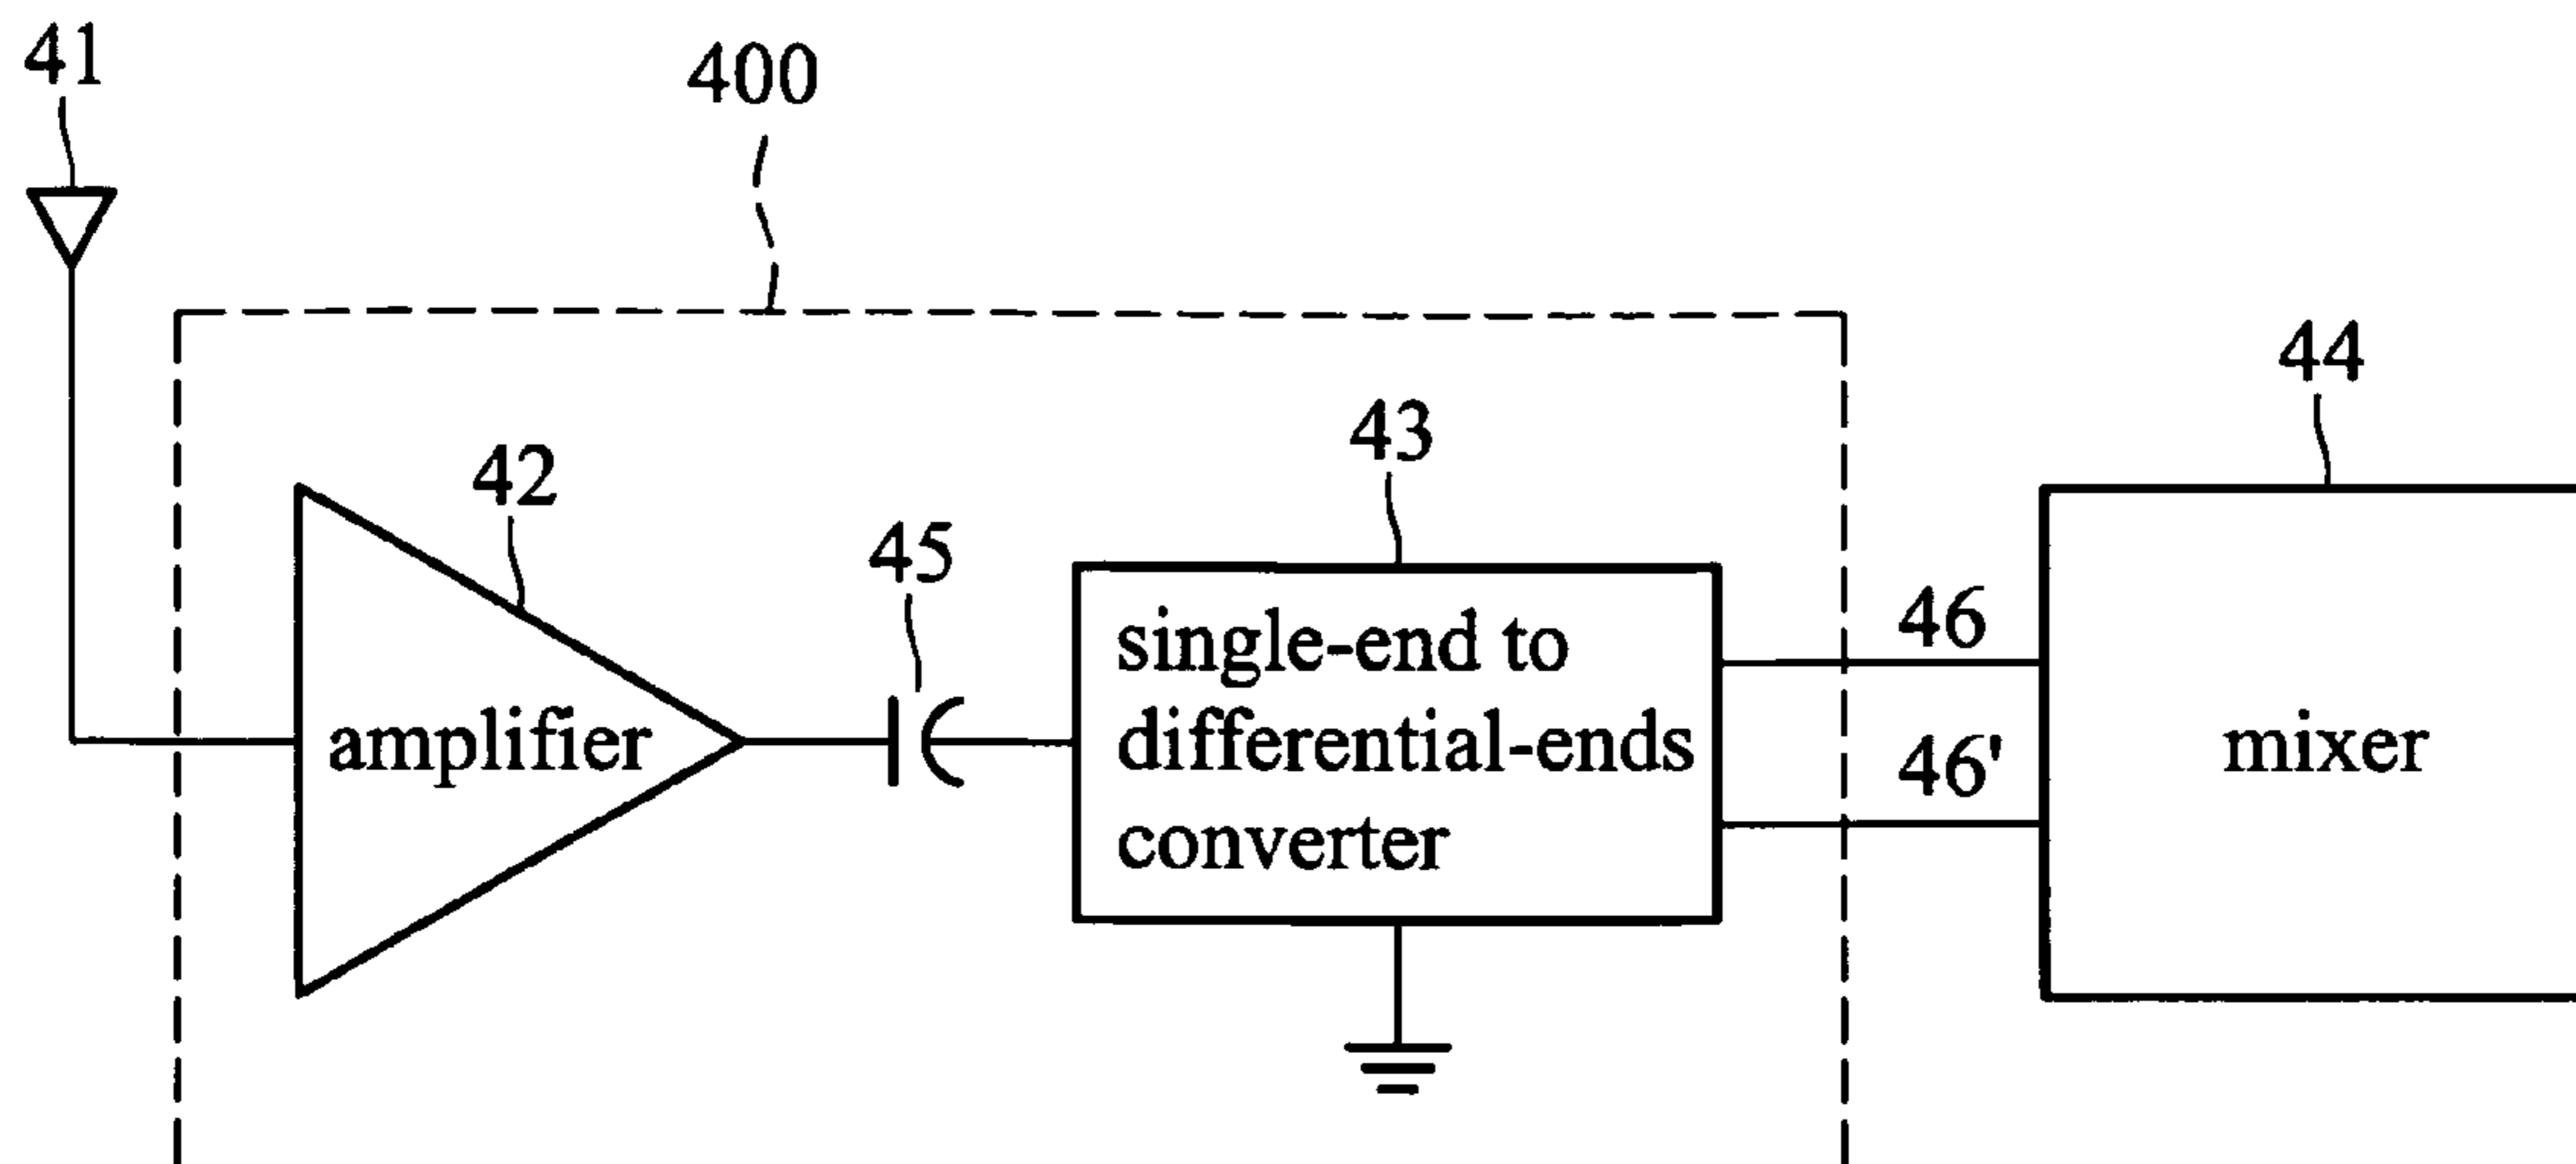 41
400
44
43
42
45
single-end to
differential-ends
converter
amplifier
46
46'
mixer